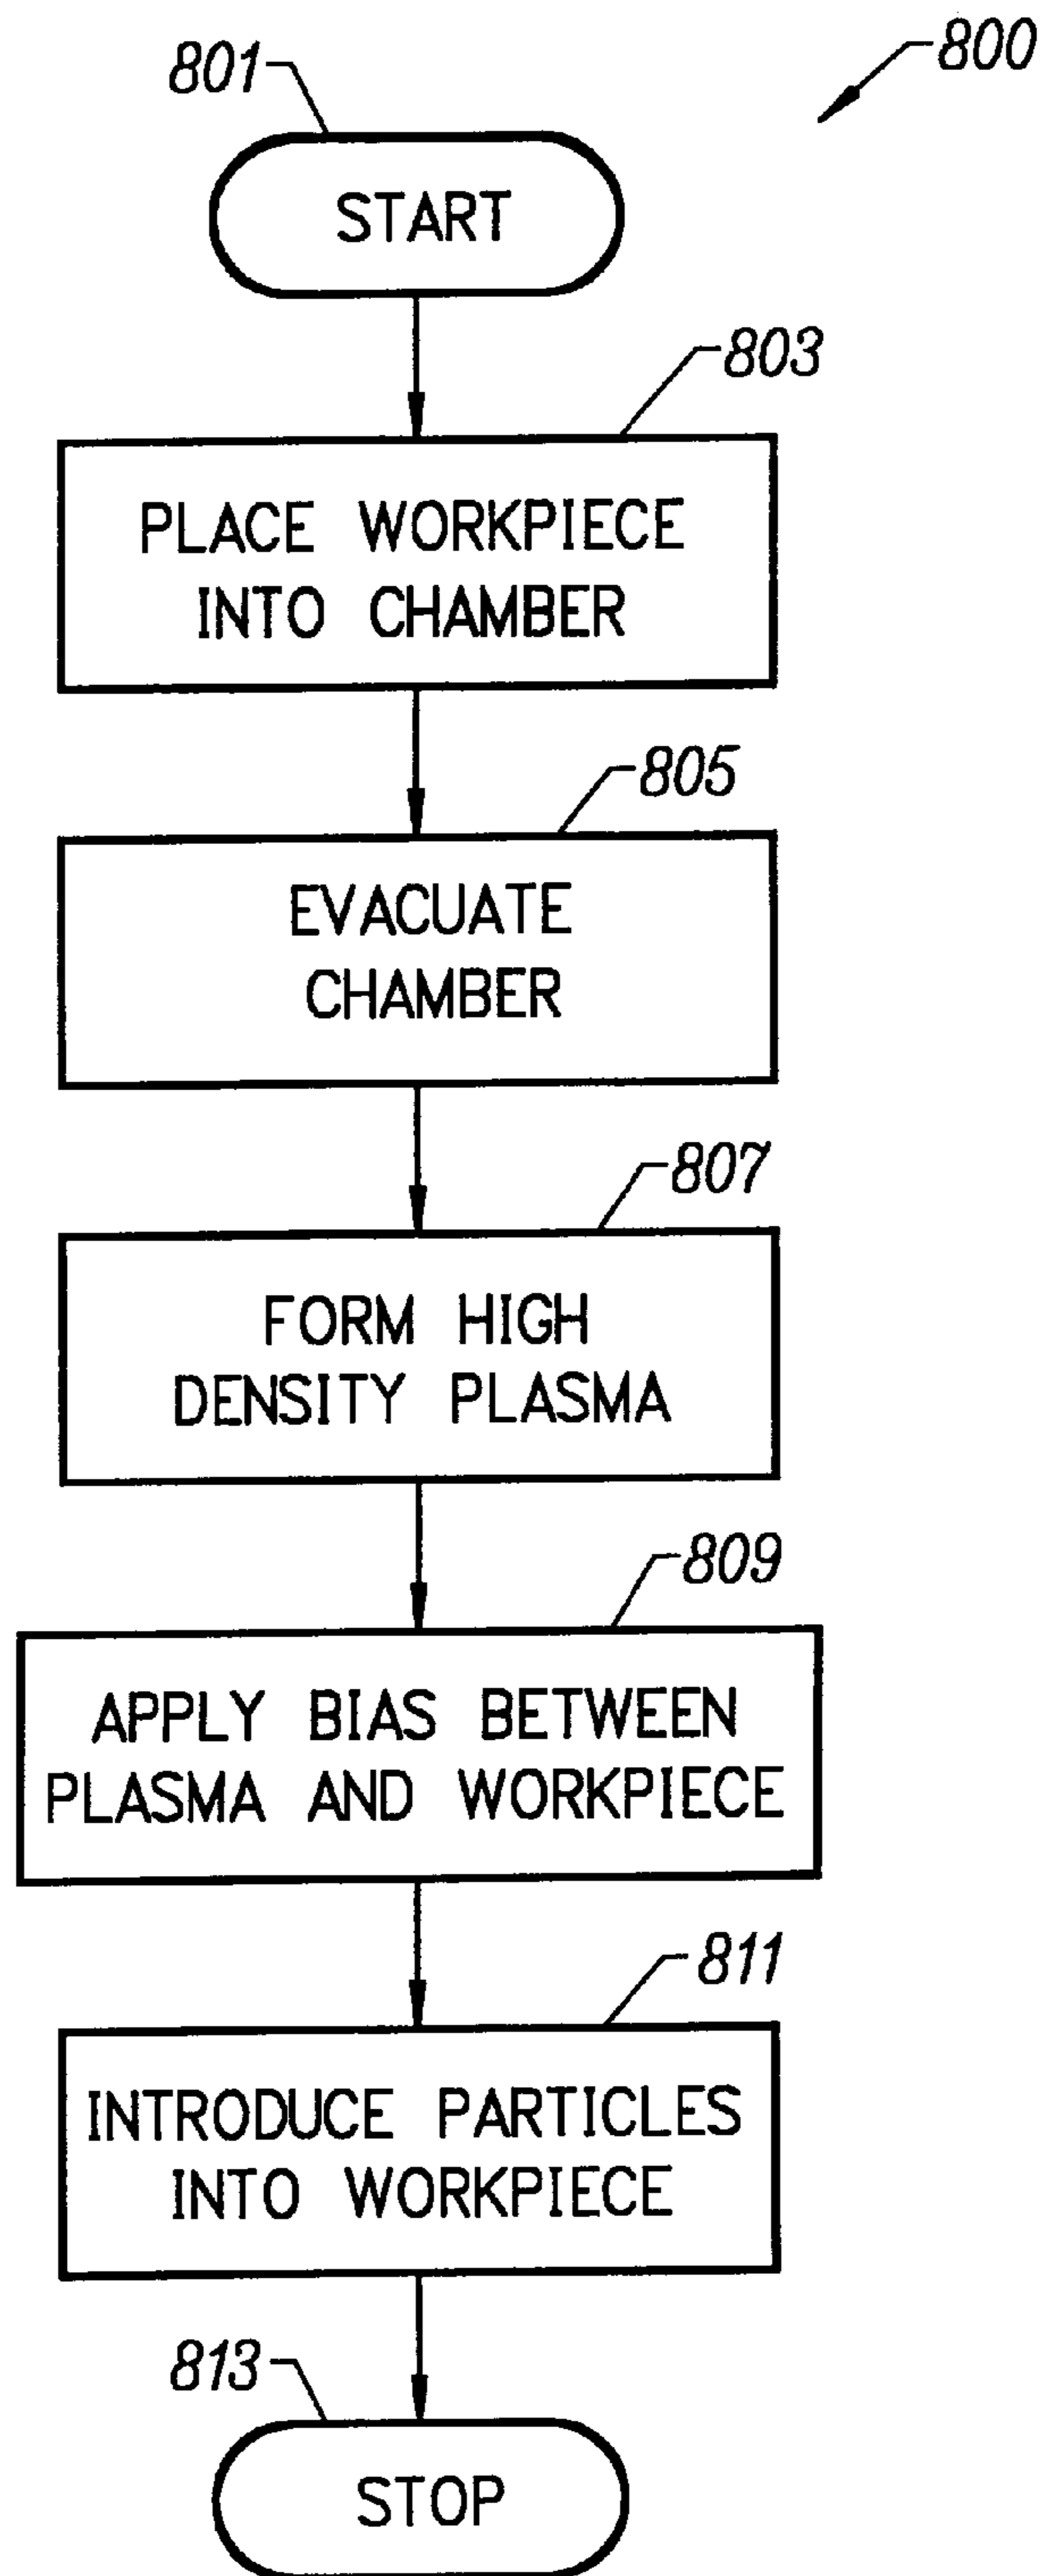 800
801
START
803
PLACE WORKPIECE
INTO CHAMBER
805
EVACUATE
CHAMBER
807
FORM HIGH
DENSITY PLASMA
809
APPLY BIAS BETWEEN
PLASMA AND WORKPIECE
811
INTRODUCE PARTICLES
INTO WORKPIECE
813
STOP